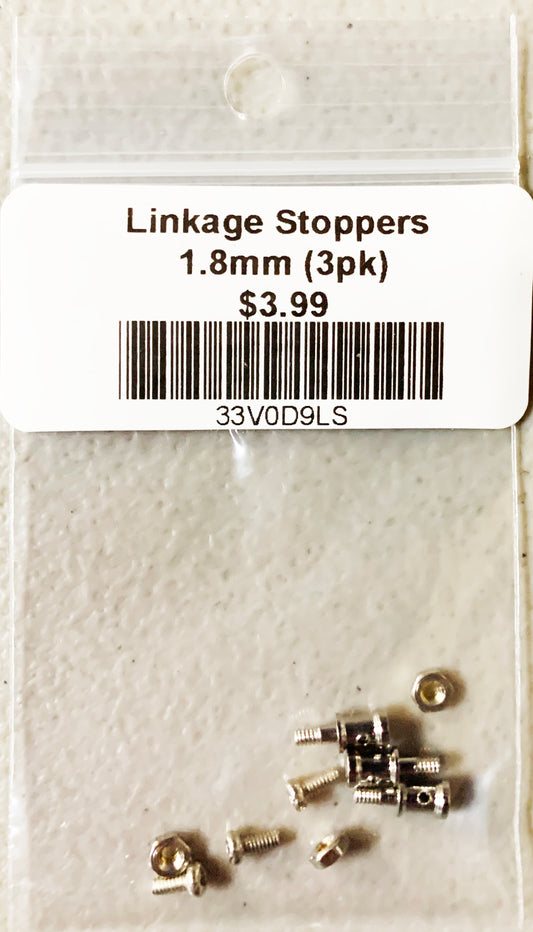 Linkage Stoppers
1.8mm (3pk)
$3.99
33V0D9LS